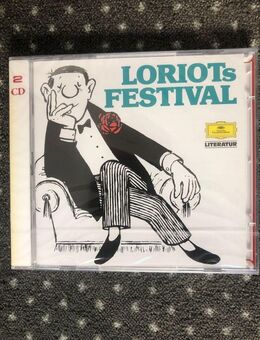 2
CD
LORIOTs
FESTIVAL
LITERATUR